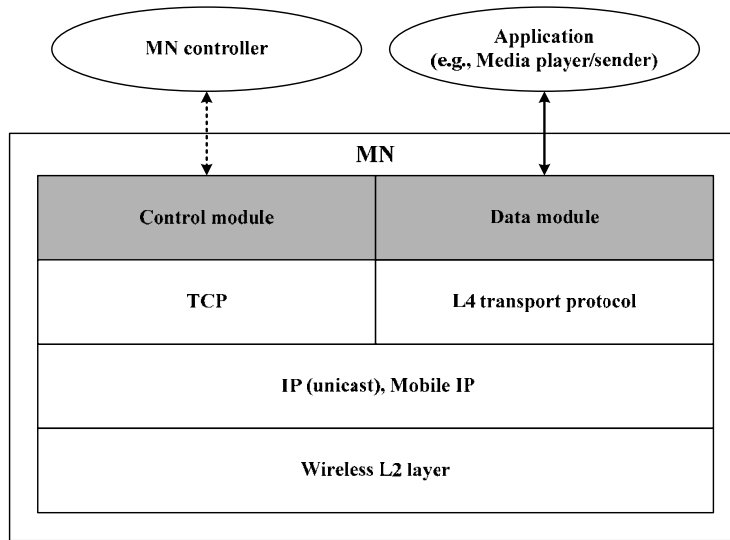 MN controller
Application
(e.g., Media player/sender)
MN
Control module
Data module
TCP
L4 transport protocol
IP (unicast), Mobile IP
Wireless L2 layer